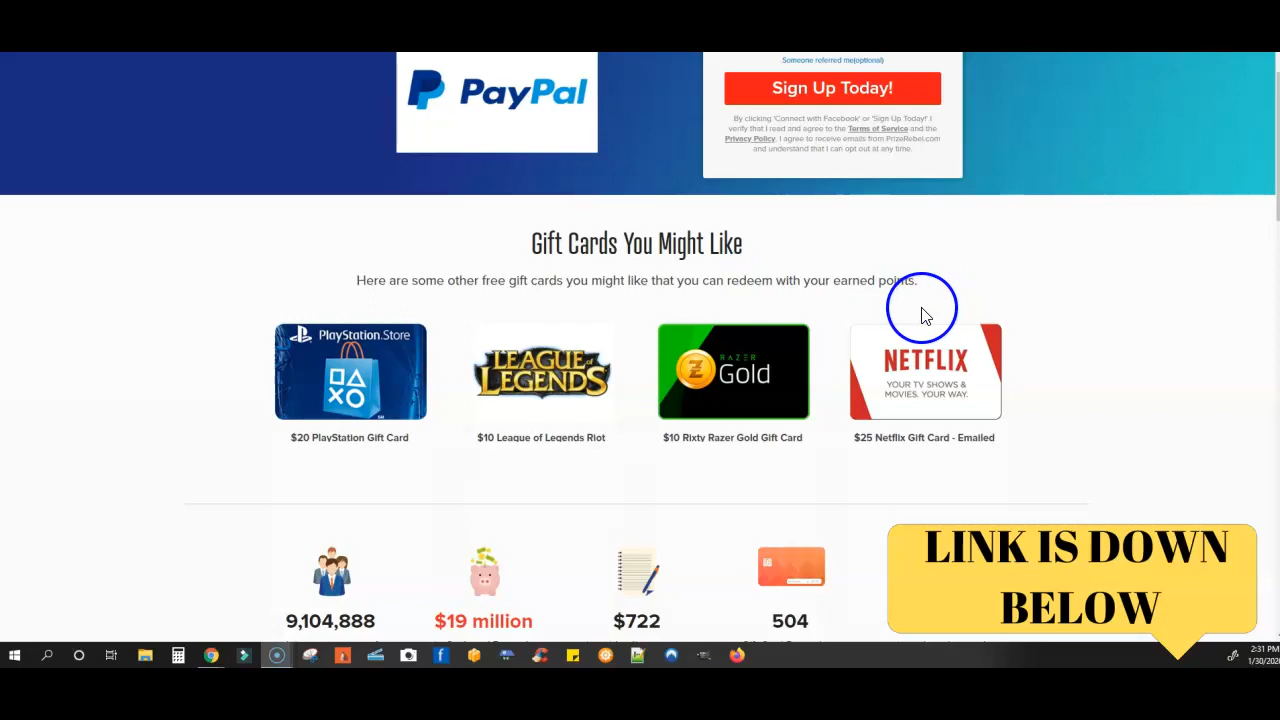 Someone referred me(optional)
PayPal
Sign Up Today!
By clicking 'Connect with Facebook' or 'Sign Up Today!' I
verify that I read and agree to the Terms of Service and the
Privacy Policy. I agree to receive emails from PrizeRebel.com
and understand that I can opt out at any time.
Gift Cards You Might Like
Here are some other free gift cards you might like that you can redeem with your earned points.
PlayStation.Store
LEAGUE of
LEGENDS
RAZER
Gold
NETFLIX
YOUR TV SHOWS &
MOVIES. YOUR WAY.
$20 PlayStation Gift Card
$10 League of Legends Riot
$10 Rixty Razer Gold Gift Card
$25 Netflix Gift Card - Emailed
LINK IS DOWN
BELOW
9,104,888
$19 million
$722
504
2:31 PM
1/30/202